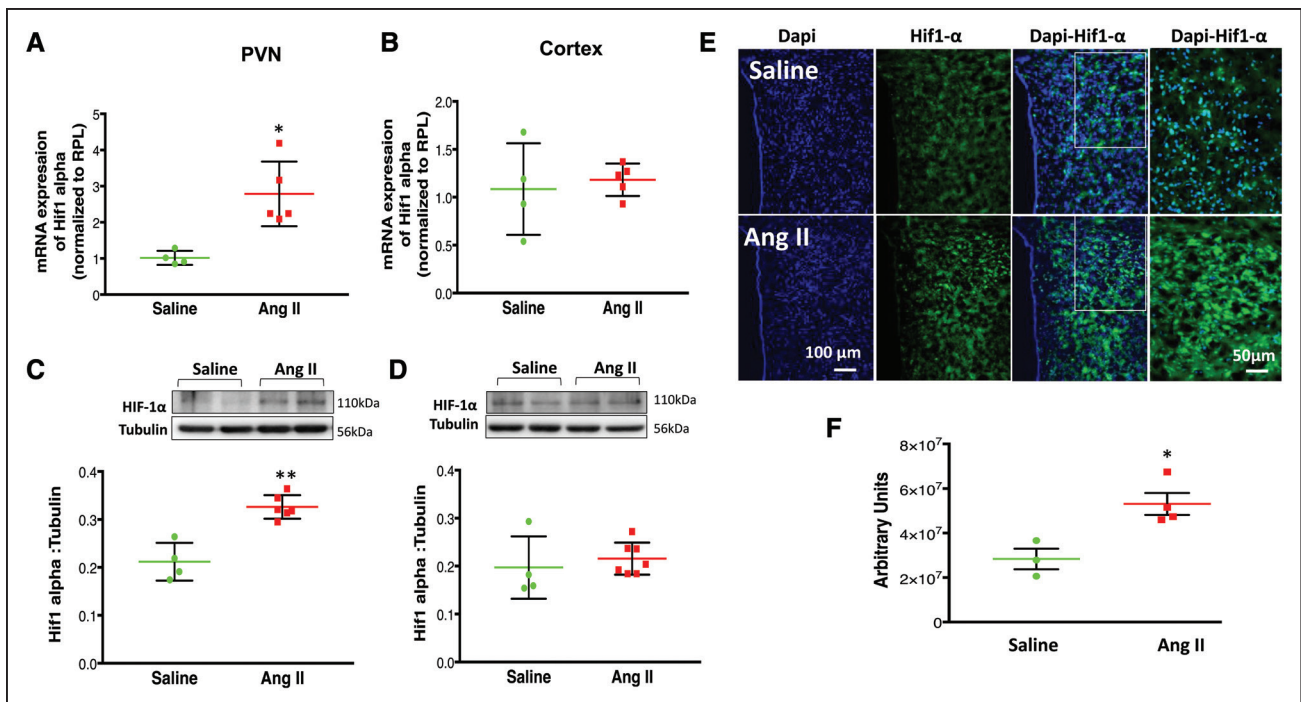 A
PVN
mRNA expresaion
of Hif1 alpha
(normalized to RPL)
5
4
3
2
1
0
*
Saline
Ang II
B
Cortex
mRNA expression
of Hif1 alpha
(normalized to RPL)
2.0
1.5
1.0
0.5
0.0
Saline
Ang II
C
Saline
Ang II
HIF-1α
110kDa
Tubulin
56kDa
Hif1 alpha :Tubulin
0.4
0.3
0.2
0.1
0.0
**
Saline
Ang II
D
Saline
Ang II
HIF-1α
110kDa
Tubulin
56kDa
Hif1 alpha :Tubulin
0.4
0.3
0.2
0.1
0.0
Saline
Ang II
E
Dapi
Hif1-α
Dapi-Hif1-α
Dapi-Hif1-α
Saline
Ang II
100 µm
50µm
F
Arbitrary Units
8×10⁷
6×10⁷
4×10⁷
2×10⁷
0
*
Saline
Ang II